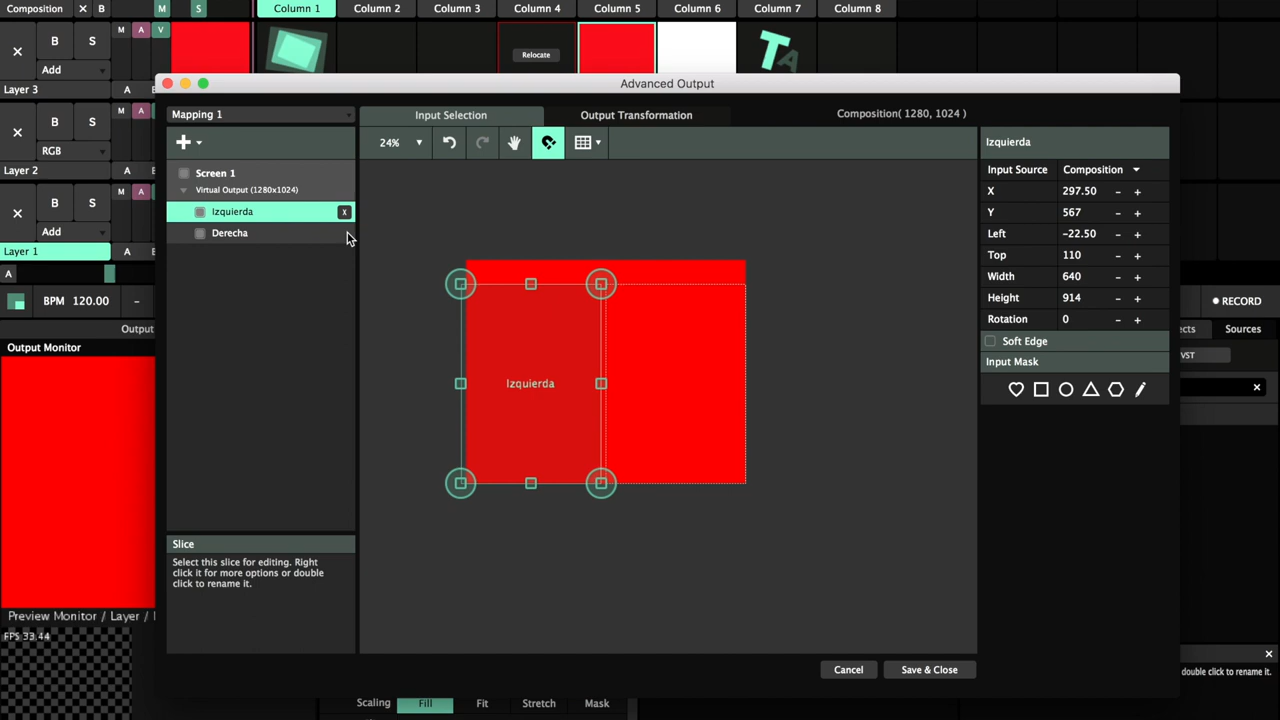 Composition X B M S Column 1 Column 2 Column 3 Column 4 Column 5 Column 6 Column 7 Column 8
B S M A V
Add
Relocate
TA
Layer 3 A
Advanced Output
B S M A
RGB
Layer 2 A
B S M A
Add
Layer 1 A B
A
BPM 120.00 -
Output
Output Monitor
Mapping 1
Input Selection Output Transformation Composition( 1280, 1024 )
24%
Screen 1
Virtual Output (1280x1024)
Izquierda X
Derecha
Izquierda
Izquierda
Input Source Composition
X 297.50 - +
Y 567 - +
Left -22.50 - +
Top 110 - +
Width 640 - +
Height 914 - +
Rotation 0 - +
Soft Edge
Input Mask
RECORD
Sources
VST
Slice
Select this slice for editing. Right
click it for more options or double
click to rename it.
Cancel Save & Close
Preview Monitor / Layer /
FPS 33.44
double click to rename it.
Scaling Fill Fit Stretch Mask